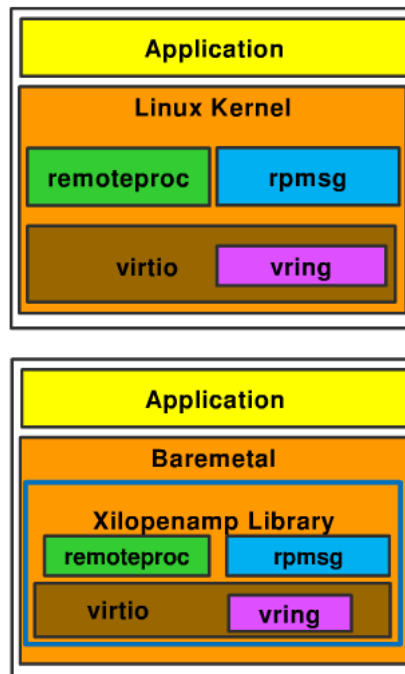 Application
Linux Kernel
remoteproc rpmsg
virtio vring
Application
Baremetal
Xilopenamp Library
remoteproc rpmsg
virtio vring